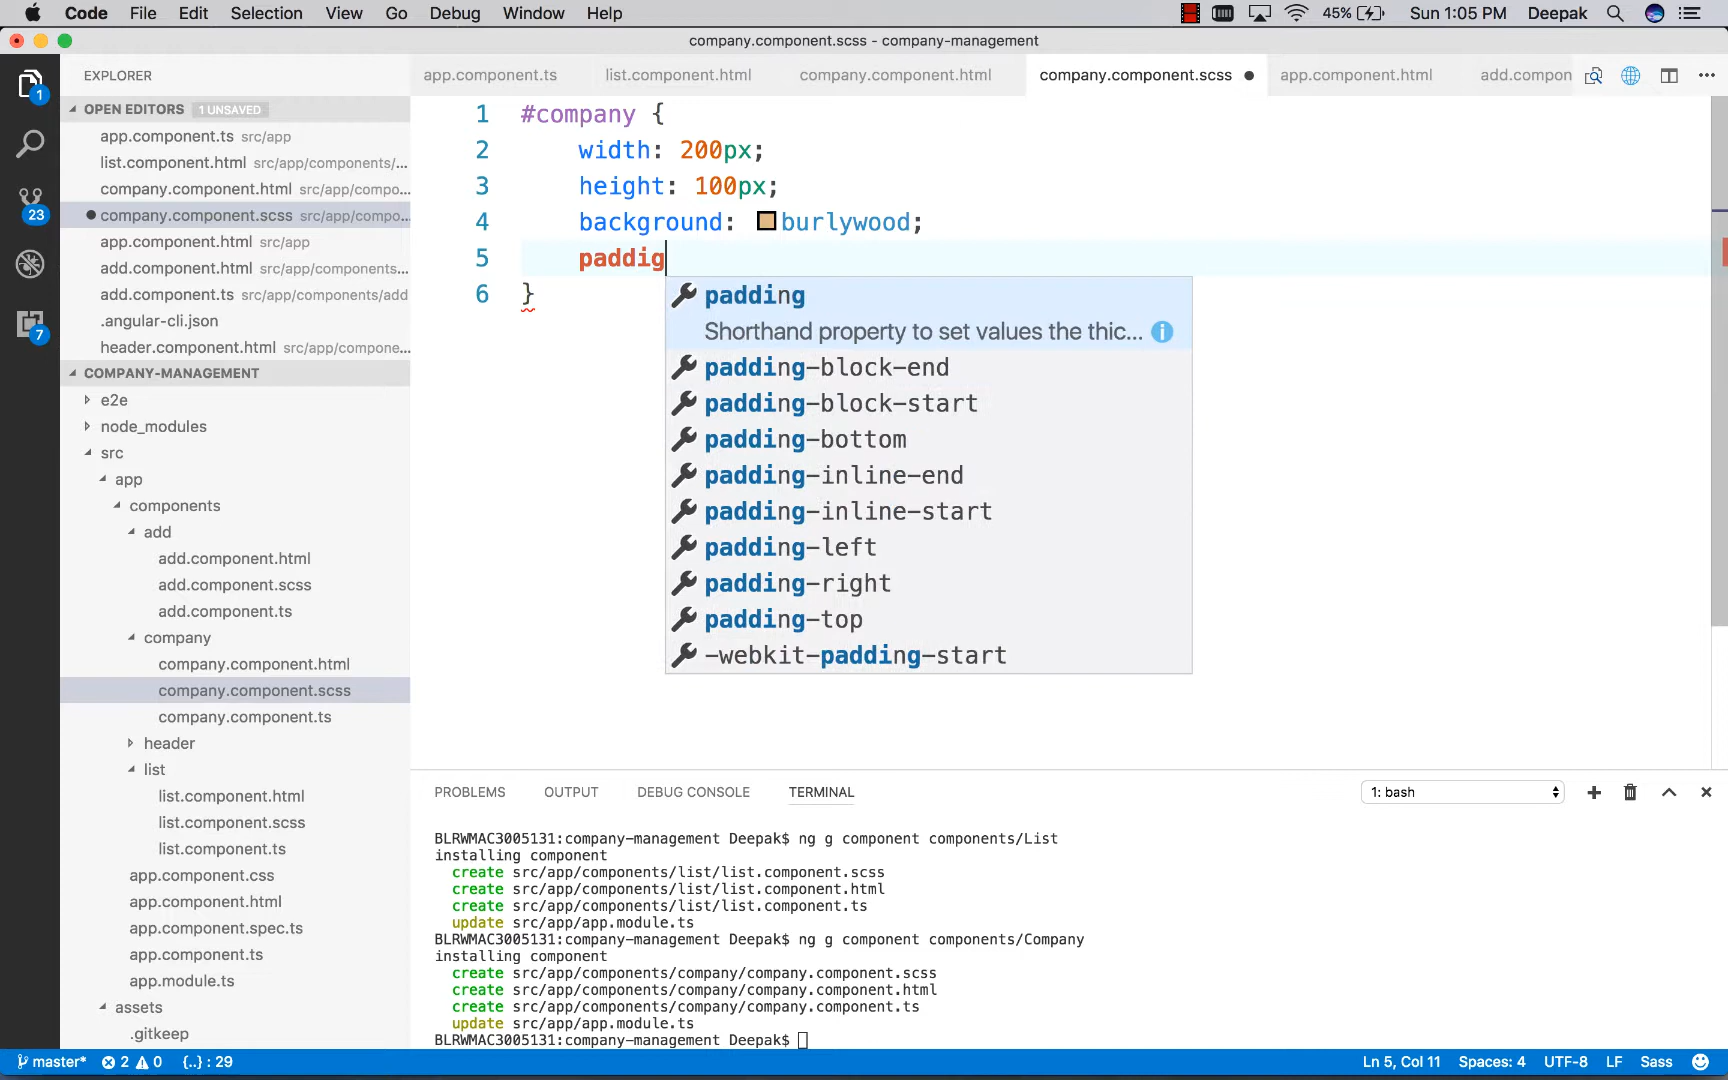 Code File Edit Selection View Go Debug Window Help 45% Sun 1:05 PM Deepak
company.component.scss - company-management
EXPLORER
app.component.ts list.component.html company.component.html company.component.scss app.component.html add.compon
OPEN EDITORS 1 UNSAVED
app.component.ts src/app
list.component.html src/app/components/...
company.component.html src/app/compo...
company.component.scss src/app/compo...
app.component.html src/app
add.component.html src/app/components...
add.component.ts src/app/components/add
.angular-cli.json
header.component.html src/app/compone...
COMPANY-MANAGEMENT
e2e
node_modules
src
app
components
add
add.component.html
add.component.scss
add.component.ts
company
company.component.html
company.component.scss
company.component.ts
header
list
list.component.html
list.component.scss
list.component.ts
app.component.css
app.component.html
app.component.spec.ts
app.component.ts
app.module.ts
assets
.gitkeep
1
23
7
1 #company {
2 width: 200px;
3 height: 100px;
4 background: burlywood;
5 paddig
6 }
padding
Shorthand property to set values the thic...
padding-block-end
padding-block-start
padding-bottom
padding-inline-end
padding-inline-start
padding-left
padding-right
padding-top
-webkit-padding-start
PROBLEMS OUTPUT DEBUG CONSOLE TERMINAL 1: bash
BLRWMAC3005131:company-management Deepak$ ng g component components/List
installing component
create src/app/components/list/list.component.scss
create src/app/components/list/list.component.html
create src/app/components/list/list.component.ts
update src/app/app.module.ts
BLRWMAC3005131:company-management Deepak$ ng g component components/Company
installing component
create src/app/components/company/company.component.scss
create src/app/components/company/company.component.html
create src/app/components/company/company.component.ts
update src/app/app.module.ts
BLRWMAC3005131:company-management Deepak$
master* 2 0 {..} : 29 Ln 5, Col 11 Spaces: 4 UTF-8 LF Sass